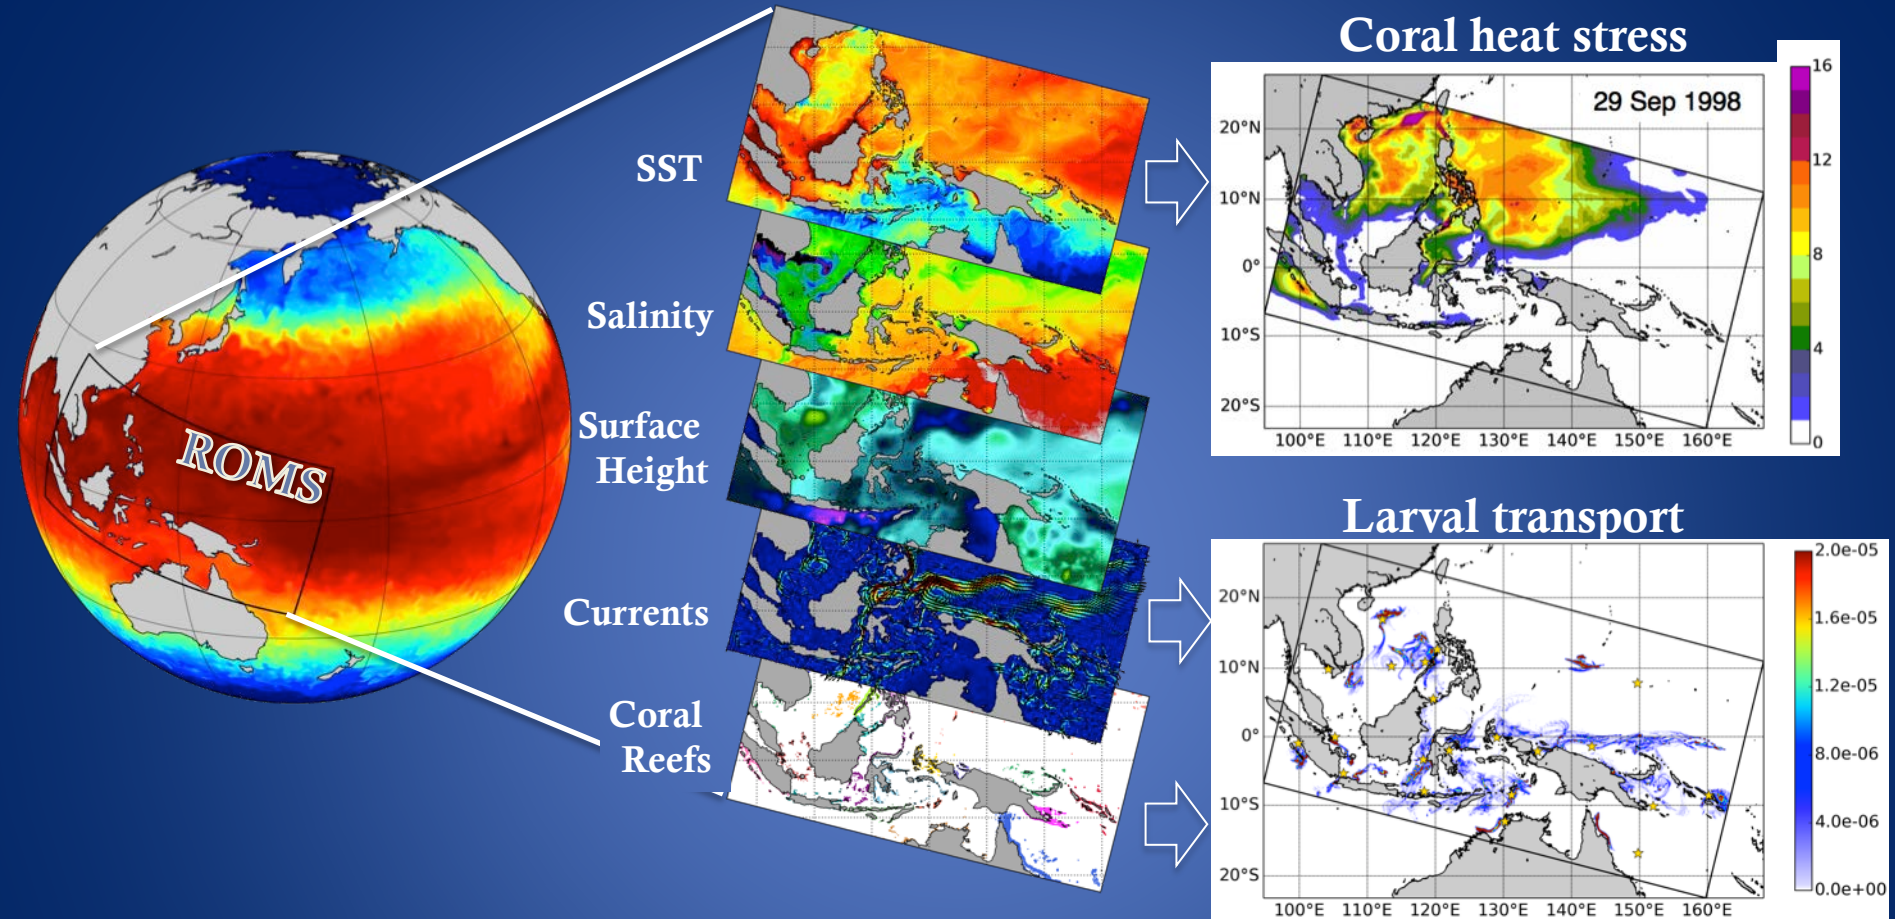 ROMS
SST
Salinity
Surface
Height
Currents
Coral
Reefs
Coral heat stress
29 Sep 1998
20°N
10°N
0°
10°S
20°S
100°E 110°E 120°E 130°E 140°E 150°E 160°E
16
12
8
4
0
Larval transport
20°N
10°N
0°
10°S
20°S
100°E 110°E 120°E 130°E 140°E 150°E 160°E
2.0e-05
1.6e-05
1.2e-05
8.0e-06
4.0e-06
0.0e+00